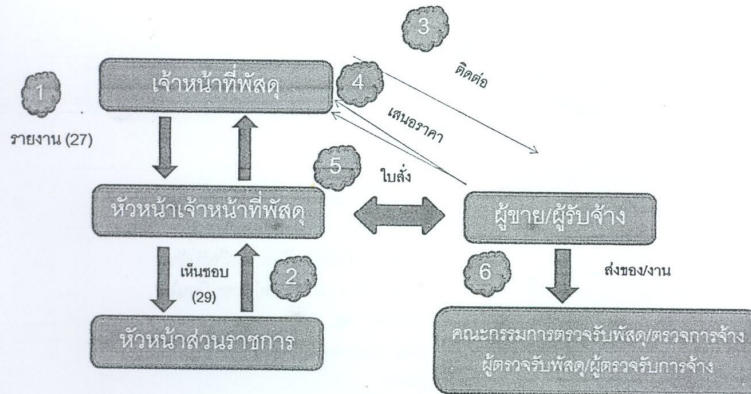 3
ติดต่อ
เจ้าหน้าที่พัสดุ
4
1
เสนอราคา
รายงาน (27)
5
ใบสั่ง
หัวหน้าเจ้าหน้าที่พัสดุ
ผู้ขาย/ผู้รับจ้าง
เห็นชอบ
(29)
2
6
ส่งของ/งาน
หัวหน้าส่วนราชการ
คณะกรรมการตรวจรับพัสดุ/ตรวจการจ้าง
ผู้ตรวจรับพัสดุ/ผู้ตรวจรับการจ้าง